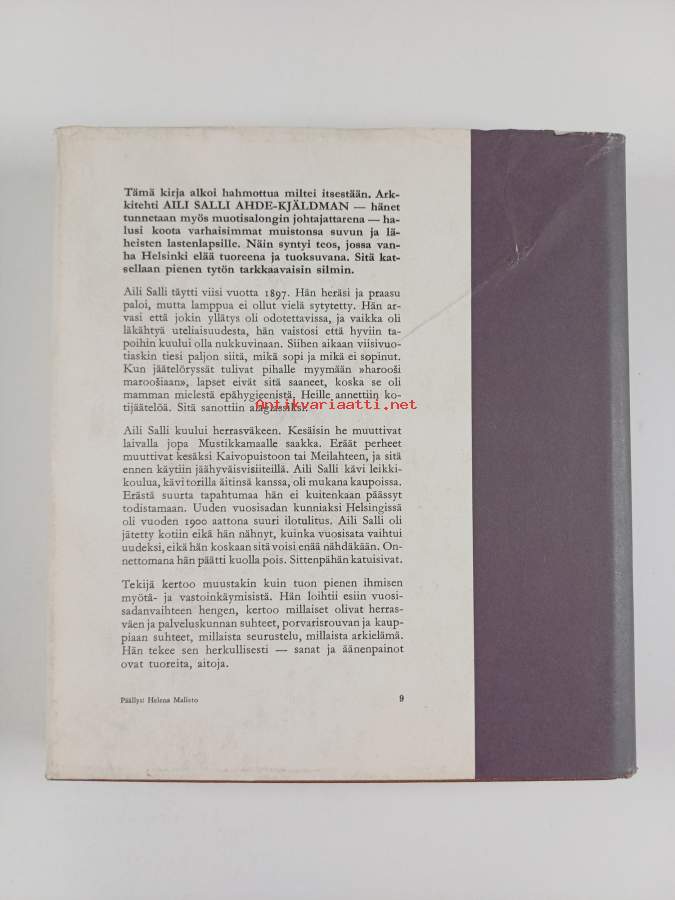 Tämä kirja alkoi hahmottua miltei itsestään. Ark-
kitehti AILI SALLI AHDE-KJÄLDMAN — hänet
tunnetaan myös muotisalongin johtajattarena — ha-
lusi koota varhaisimmat muistonsa suvun ja lä-
heisten lastenlapsille. Näin syntyi teos, jossa van-
ha Helsinki elää tuoreena ja tuoksuvana. Sitä kat-
sellaan pienen tytön tarkkaavaisin silmin.
Aili Salli täytti viisi vuotta 1897. Hän heräsi ja praasu
paloi, mutta lamppua ei ollut vielä sytytetty. Hän ar-
vasi että jokin yllätys oli odotettavissa, ja vaikka oli
läkähtyä uteliaisuudesta, hän vaistosi että hyviin ta-
poihin kuului olla nukkuvinaan. Siihen aikaan viisivuo-
tiaskin tiesi paljon siitä, mikä sopi ja mikä ei sopinut.
Kun jäätelöryssät tulivat pihalle myymään »harooši
maroošiaan», lapset eivät sitä saaneet, koska se oli
mamman mielestä epähygieenistä. Heille annettiin ko-
tijäätelöä. Sitä sanottiin
Antikvariaatti.net
Aili Salli kuului herrasväkeen. Kesäisin he muuttivat
laivalla jopa Mustikkamaalle saakka. Eräät perheet
muuttivat kesäksi Kaivopuistoon tai Meilahteen, ja sitä
ennen käytiin jäähyväisvisiiteillä. Aili Salli kävi leikki-
koulua, kävi torilla äitinsä kanssa, oli mukana kaupoissa.
Erästä suurta tapahtumaa hän ei kuitenkaan päässyt
todistamaan. Uuden vuosisadan kunniaksi Helsingissä
oli vuoden 1900 aattona suuri ilotulitus. Aili Salli oli
jätetty kotiin eikä hän nähnyt, kuinka vuosisata vaihtui
uudeksi, eikä hän koskaan sitä voisi enää nähdäkään. On-
nettomana hän päätti kuolla pois. Sittenpähän katuisivat.
Tekijä kertoo muustakin kuin tuon pienen ihmisen
myötä- ja vastoinkäymisistä. Hän loihtii esiin vuosi-
sadanvaihteen hengen, kertoo millaiset olivat herras-
väen ja palveluskunnan suhteet, porvarisrouvan ja kaup-
piaan suhteet, millaista seurustelu, millaista arkielämä.
Hän tekee sen herkullisesti — sanat ja äänenpainot
ovat tuoreita, aitoja.
Päällys: Helena Malisto
9